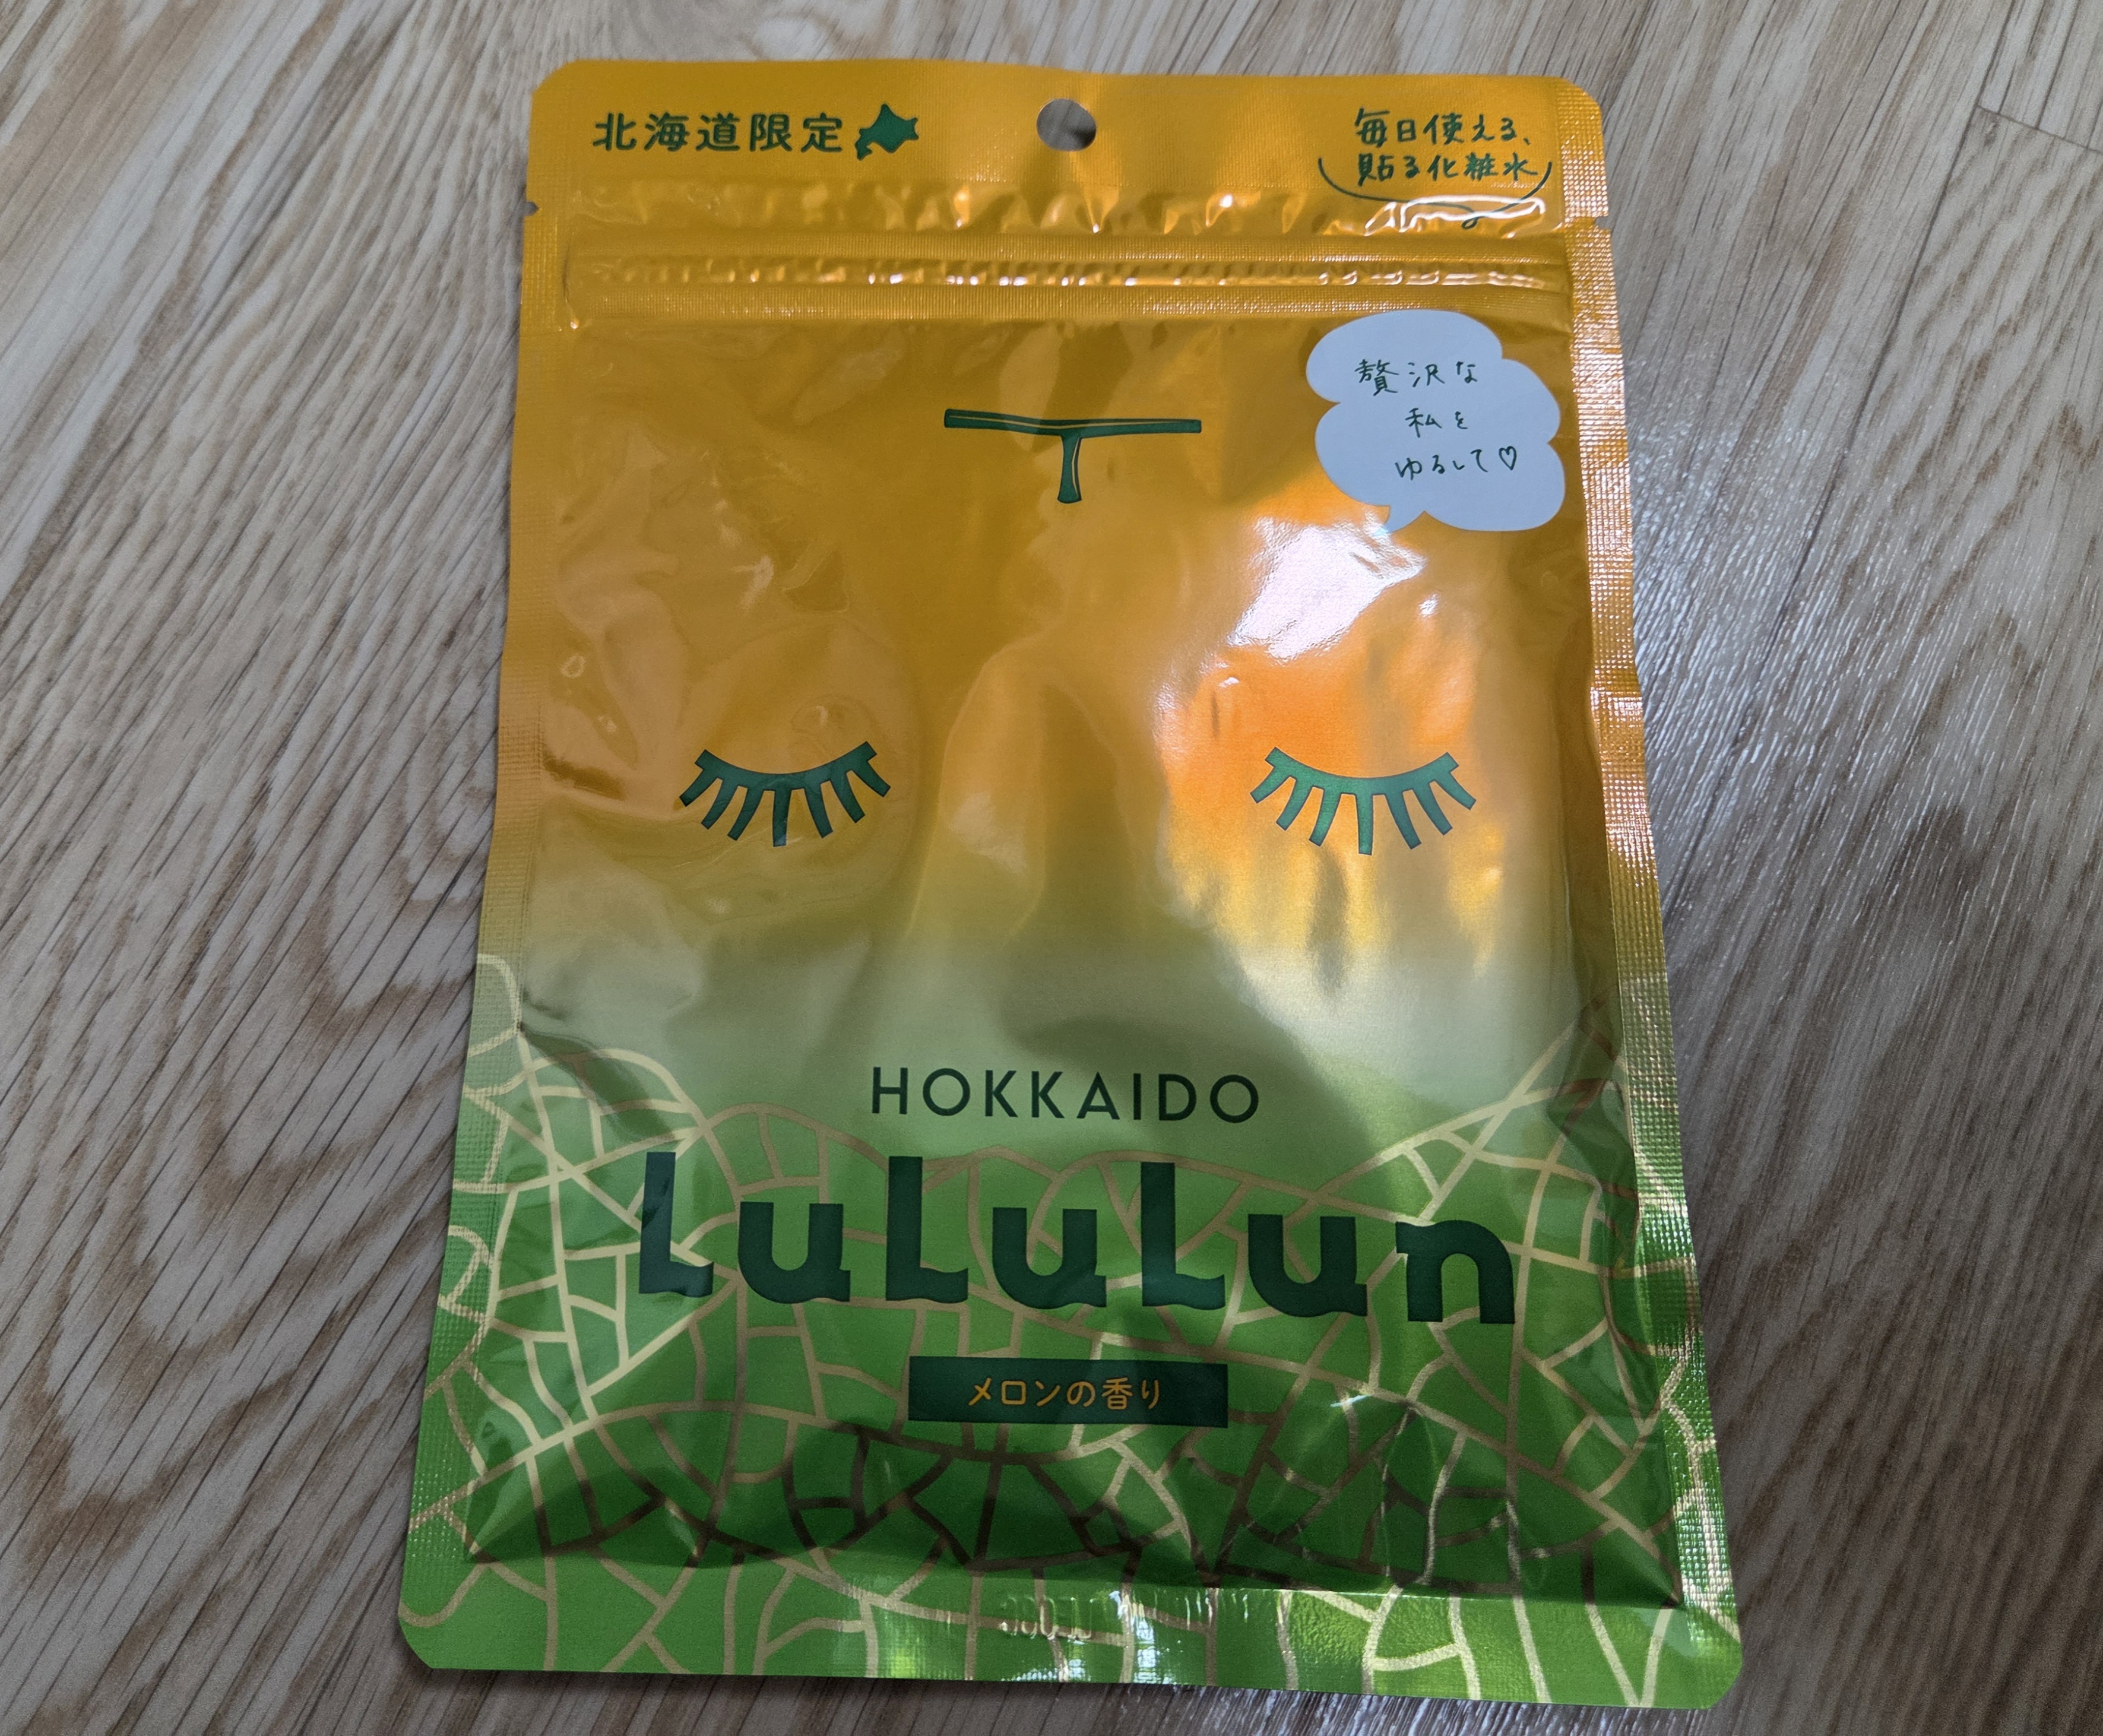 北海道限定
毎日使える、
貼る化粧水
贅沢な
私を
ゆるして♡
HOKKAIDO
LuLuLun
メロンの香り